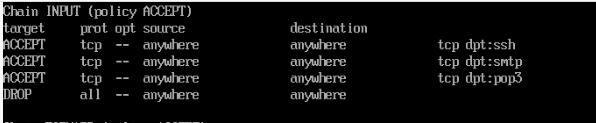 Chain INPUT (policy ACCEPT)
target prot opt source destination
ACCEPT tcp -- anywhere anywhere tcp dpt:ssh
ACCEPT tcp -- anywhere anywhere tcp dpt:smtp
ACCEPT tcp -- anywhere anywhere tcp dpt:pop3
DROP all -- anywhere anywhere